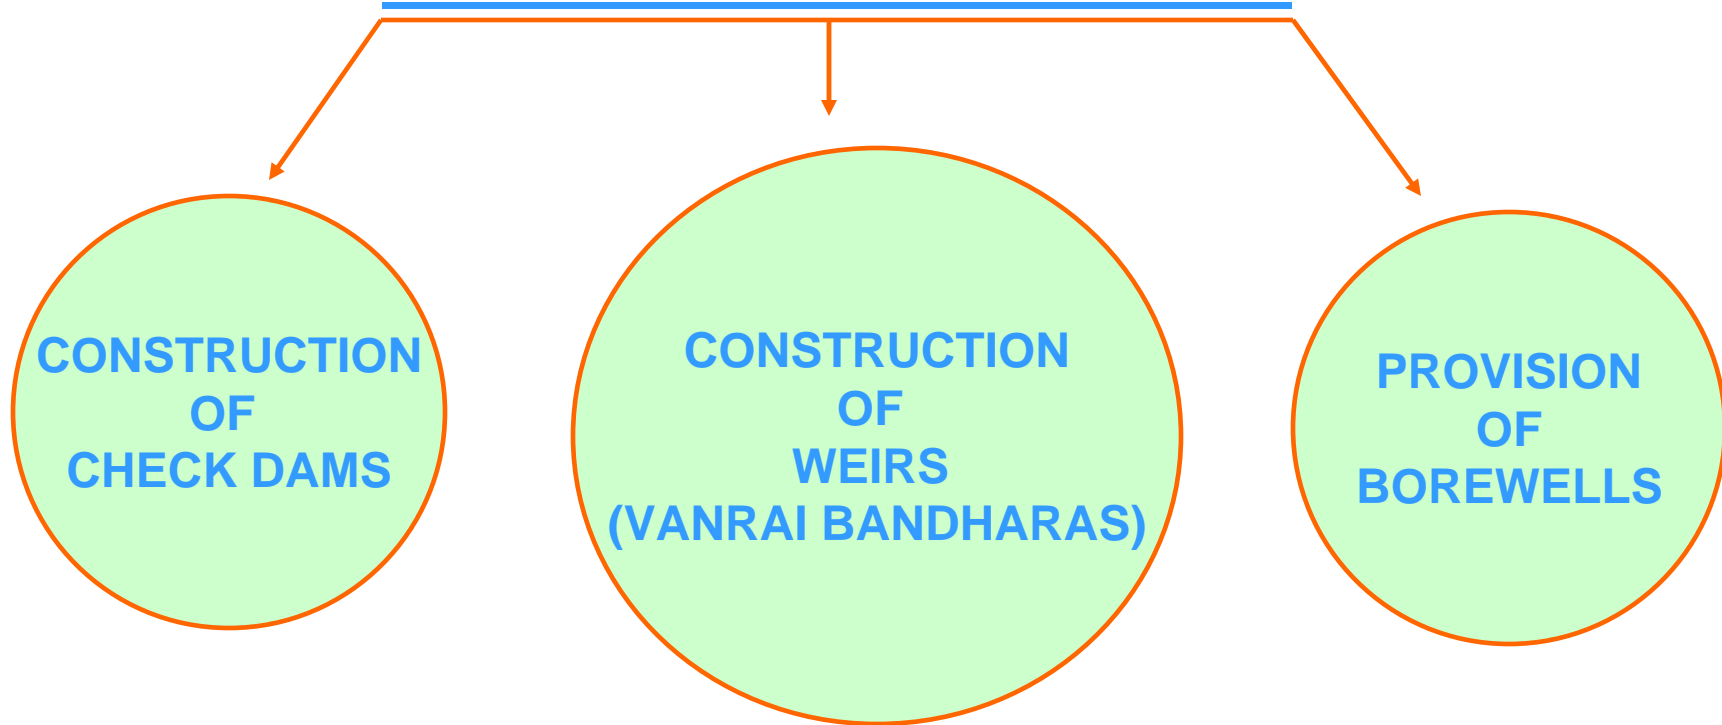 CONSTRUCTION
OF
CHECK DAMS
CONSTRUCTION
OF
WEIRS
(VANRAI BANDHARAS)
PROVISION
OF
BOREWELLS